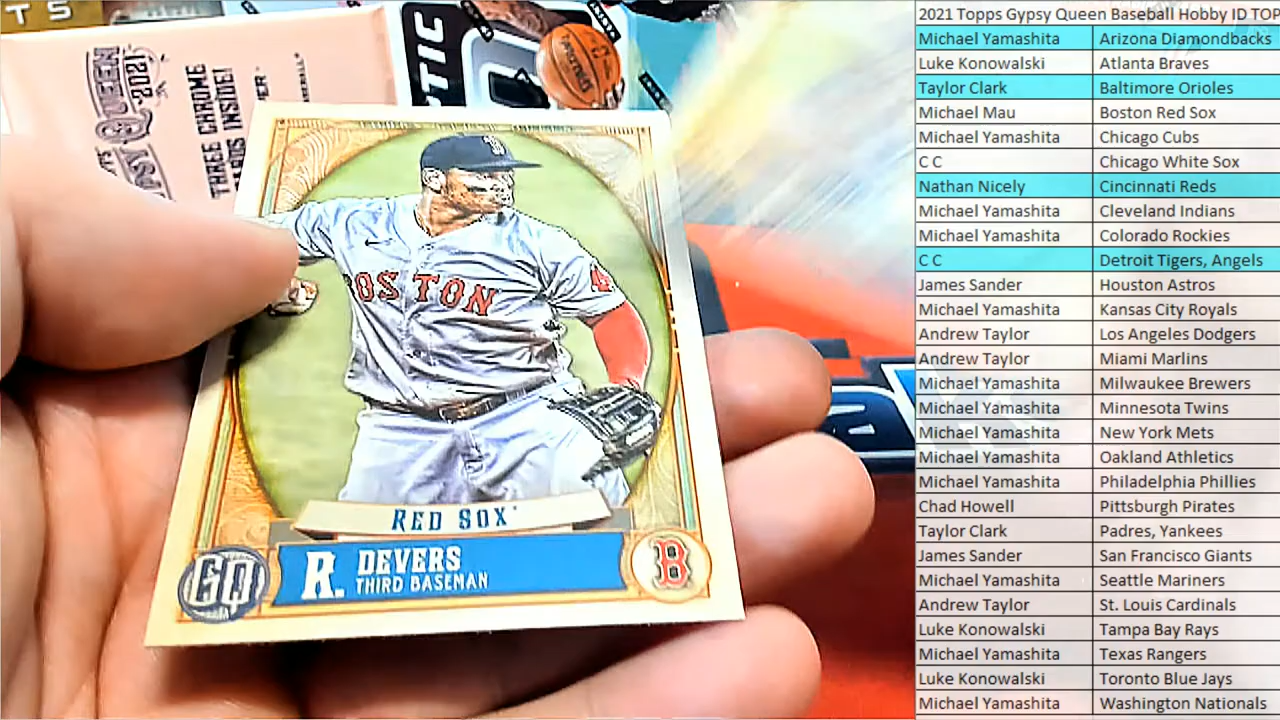 T S
QUEEN
2021
THREE CHROME
INSIDE!
TIC
BOSTON
RED SOX
R. DEVERS
THIRD BASEMAN
GQ
B
2021 Topps Gypsy Queen Baseball Hobby ID TOP
Michael Yamashita Arizona Diamondbacks
Luke Konowalski Atlanta Braves
Taylor Clark Baltimore Orioles
Michael Mau Boston Red Sox
Michael Yamashita Chicago Cubs
C C Chicago White Sox
Nathan Nicely Cincinnati Reds
Michael Yamashita Cleveland Indians
Michael Yamashita Colorado Rockies
C C Detroit Tigers, Angels
James Sander Houston Astros
Michael Yamashita Kansas City Royals
Andrew Taylor Los Angeles Dodgers
Andrew Taylor Miami Marlins
Michael Yamashita Milwaukee Brewers
Michael Yamashita Minnesota Twins
Michael Yamashita New York Mets
Michael Yamashita Oakland Athletics
Michael Yamashita Philadelphia Phillies
Chad Howell Pittsburgh Pirates
Taylor Clark Padres, Yankees
James Sander San Francisco Giants
Michael Yamashita Seattle Mariners
Andrew Taylor St. Louis Cardinals
Luke Konowalski Tampa Bay Rays
Michael Yamashita Texas Rangers
Luke Konowalski Toronto Blue Jays
Michael Yamashita Washington Nationals